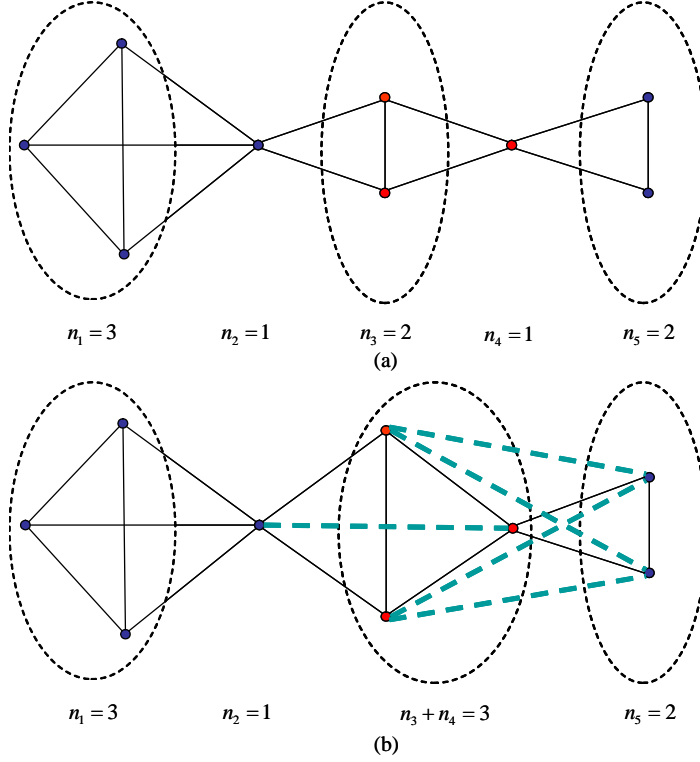 n₁ = 3 n₂ = 1 n₃ = 2 n₄ = 1 n₅ = 2
(a)
n₁ = 3 n₂ = 1 n₃ + n₄ = 3 n₅ = 2
(b)